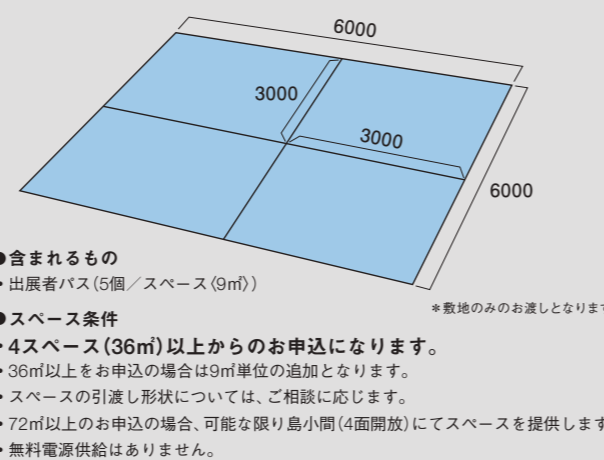 6000
3000
3000
6000
●含まれるもの
・出展者パス(5個／スペース〈9㎡〉)
＊敷地のみのお渡しとなります
●スペース条件
・4スペース(36㎡)以上からのお申込になります。
・36㎡以上をお申込の場合は9㎡単位の追加となります。
・スペースの引渡し形状については、ご相談に応じます。
・72㎡以上のお申込の場合、可能な限り島小間(4面開放)にてスペースを提供します
・無料電源供給はありません。